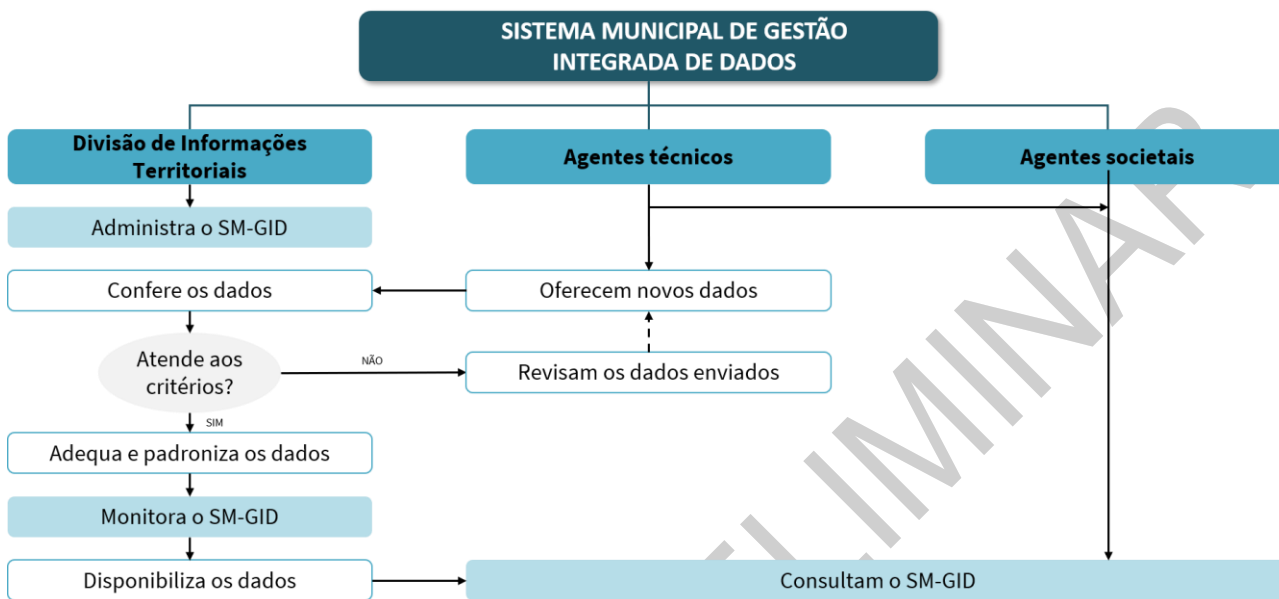 SISTEMA MUNICIPAL DE GESTÃO
INTEGRADA DE DADOS
Divisão de Informações
Territoriais
Agentes técnicos
Agentes societais
Administra o SM-GID
Confere os dados
Oferecem novos dados
Atende aos
critérios?
NÃO
Revisam os dados enviados
SIM
Adequa e padroniza os dados
Monitora o SM-GID
Disponibiliza os dados
Consultam o SM-GID
ELIMINAR